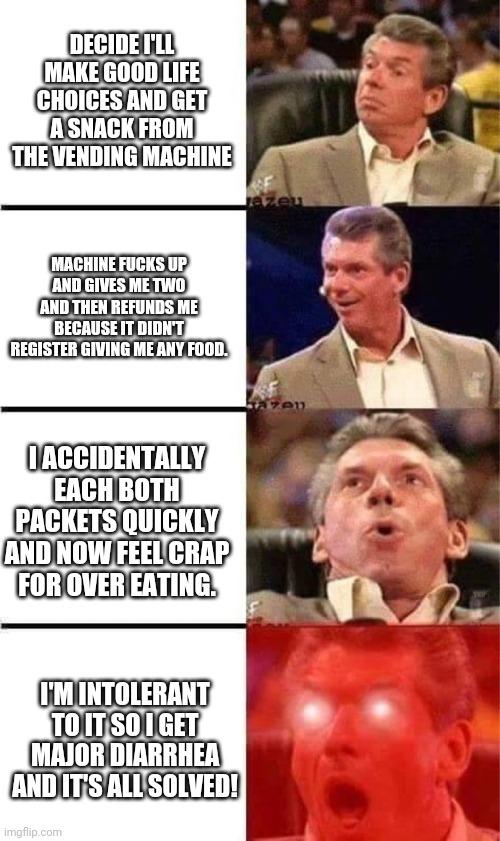 DECIDE I'LL
MAKE GOOD LIFE
CHOICES AND GET
A SNACK FROM
THE VENDING MACHINE
MACHINE FUCKS UP
AND GIVES ME TWO
AND THEN REFUNDS ME
BECAUSE IT DIDN'T
REGISTER GIVING ME ANY FOOD.
I ACCIDENTALLY
EACH BOTH
PACKETS QUICKLY
AND NOW FEEL CRAP
FOR OVER EATING.
I'M INTOLERANT
TO IT SO I GET
MAJOR DIARRHEA
AND IT'S ALL SOLVED!
imgflip.com